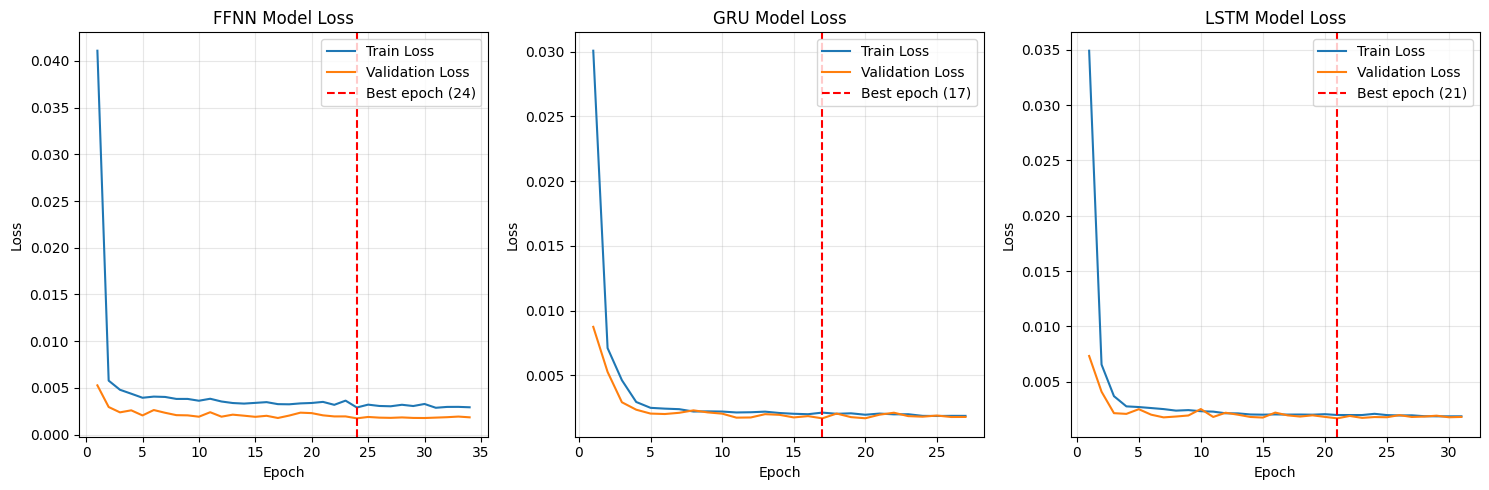 FFNN Model Loss
Train Loss
Validation Loss
Best epoch (24)
0.040
0.035
0.030
0.025
0.020
0.015
0.010
0.005
0.000
Loss
0 5 10 15 20 25 30 35
Epoch
GRU Model Loss
Train Loss
Validation Loss
Best epoch (17)
0.030
0.025
0.020
0.015
0.010
0.005
Loss
0 5 10 15 20 25
Epoch
LSTM Model Loss
Train Loss
Validation Loss
Best epoch (21)
0.035
0.030
0.025
0.020
0.015
0.010
0.005
Loss
0 5 10 15 20 25 30
Epoch